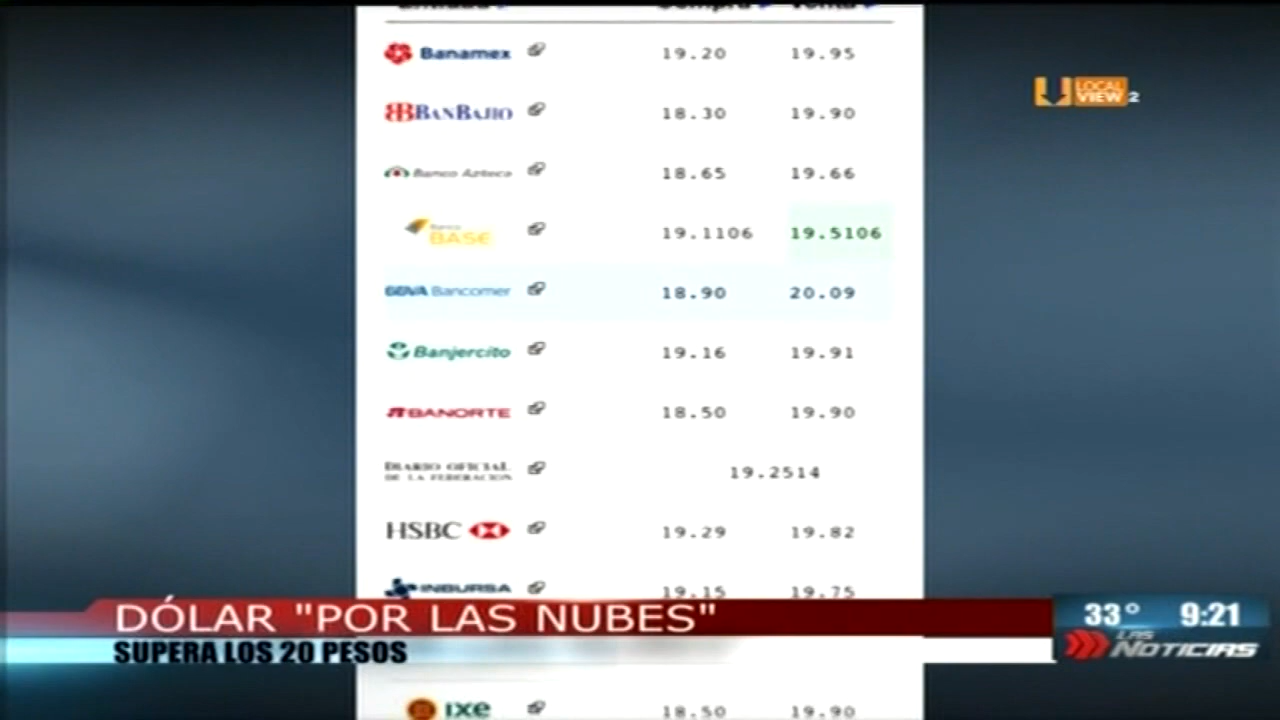 Banamex 19.20 19.95
LOCAL
VIEW 2
BANBAJIO 18.30 19.90
Banco Azteca 18.65 19.66
Banco
BASE 19.1106 19.5106
BBVA Bancomer 18.90 20.09
Banjercito 19.16 19.91
BANORTE 18.50 19.90
DIARIO OFICIAL
DE LA FEDERACION 19.2514
HSBC 19.29 19.82
INBURSA 19.15 19.75
DÓLAR "POR LAS NUBES"
SUPERA LOS 20 PESOS
33° 9:21
LAS
NOTICIAS
IXE 18.50 19.90